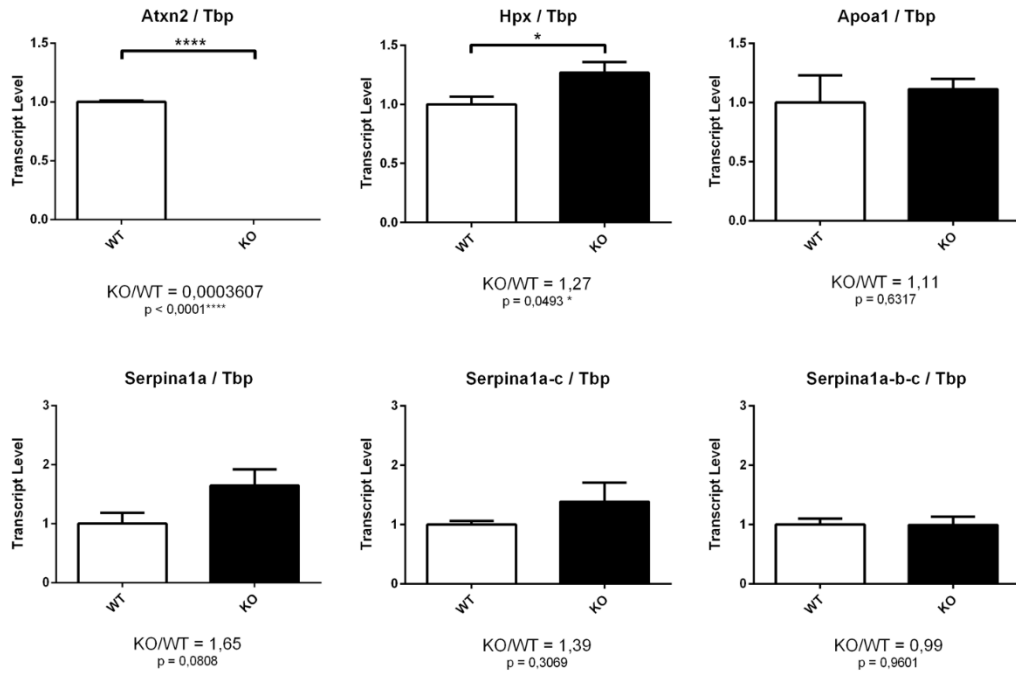 Atxn2 / Tbp
Transcript Level
1.5
1.0
0.5
0.0
****
WT
KO
KO/WT = 0,0003607
p < 0,0001****
Hpx / Tbp
Transcript Level
1.5
1.0
0.5
0.0
*
WT
KO
KO/WT = 1,27
p = 0,0493 *
Apoa1 / Tbp
Transcript Level
1.5
1.0
0.5
0.0
WT
KO
KO/WT = 1,11
p = 0,6317
Serpina1a / Tbp
Transcript Level
3
2
1
0
WT
KO
KO/WT = 1,65
p = 0,0808
Serpina1a-c / Tbp
Transcript Level
3
2
1
0
WT
KO
KO/WT = 1,39
p = 0,3069
Serpina1a-b-c / Tbp
Transcript Level
3
2
1
0
WT
KO
KO/WT = 0,99
p = 0,9601